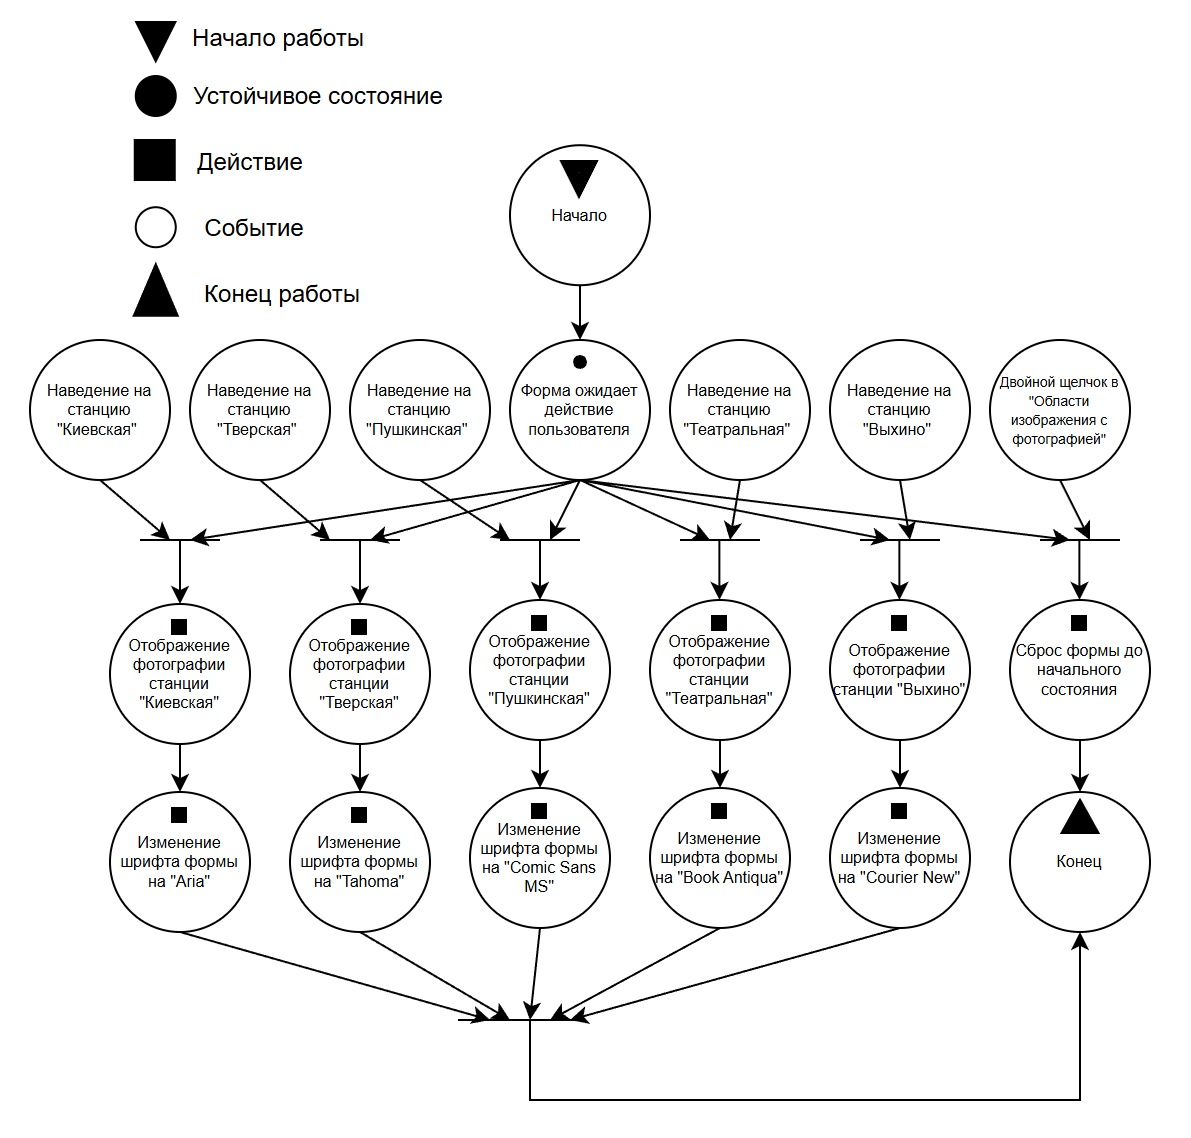 Начало работы
Устойчивое состояние
Действие
Событие
Конец работы
Начало
Наведение на
станцию
"Киевская"
Наведение на
станцию
"Тверская"
Наведение на
станцию
"Пушкинская"
Форма ожидает
действие
пользователя
Наведение на
станцию
"Театральная"
Наведение на
станцию
"Выхино"
Двойной щелчок в
"Области
изображения с
фотографией"
Отображение
фотографии
станции
"Киевская"
Отображение
фотографии
станции
"Тверская"
Отображение
фотографии
станции
"Пушкинская"
Отображение
фотографии
станции
"Театральная"
Отображение
фотографии
станции "Выхино"
Сброс формы до
начального
состояния
Изменение
шрифта формы
на "Aria"
Изменение
шрифта формы
на "Tahoma"
Изменение
шрифта формы
на "Comic Sans
MS"
Изменение
шрифта формы
на "Book Antiqua"
Изменение
шрифта формы
на "Courier New"
Конец